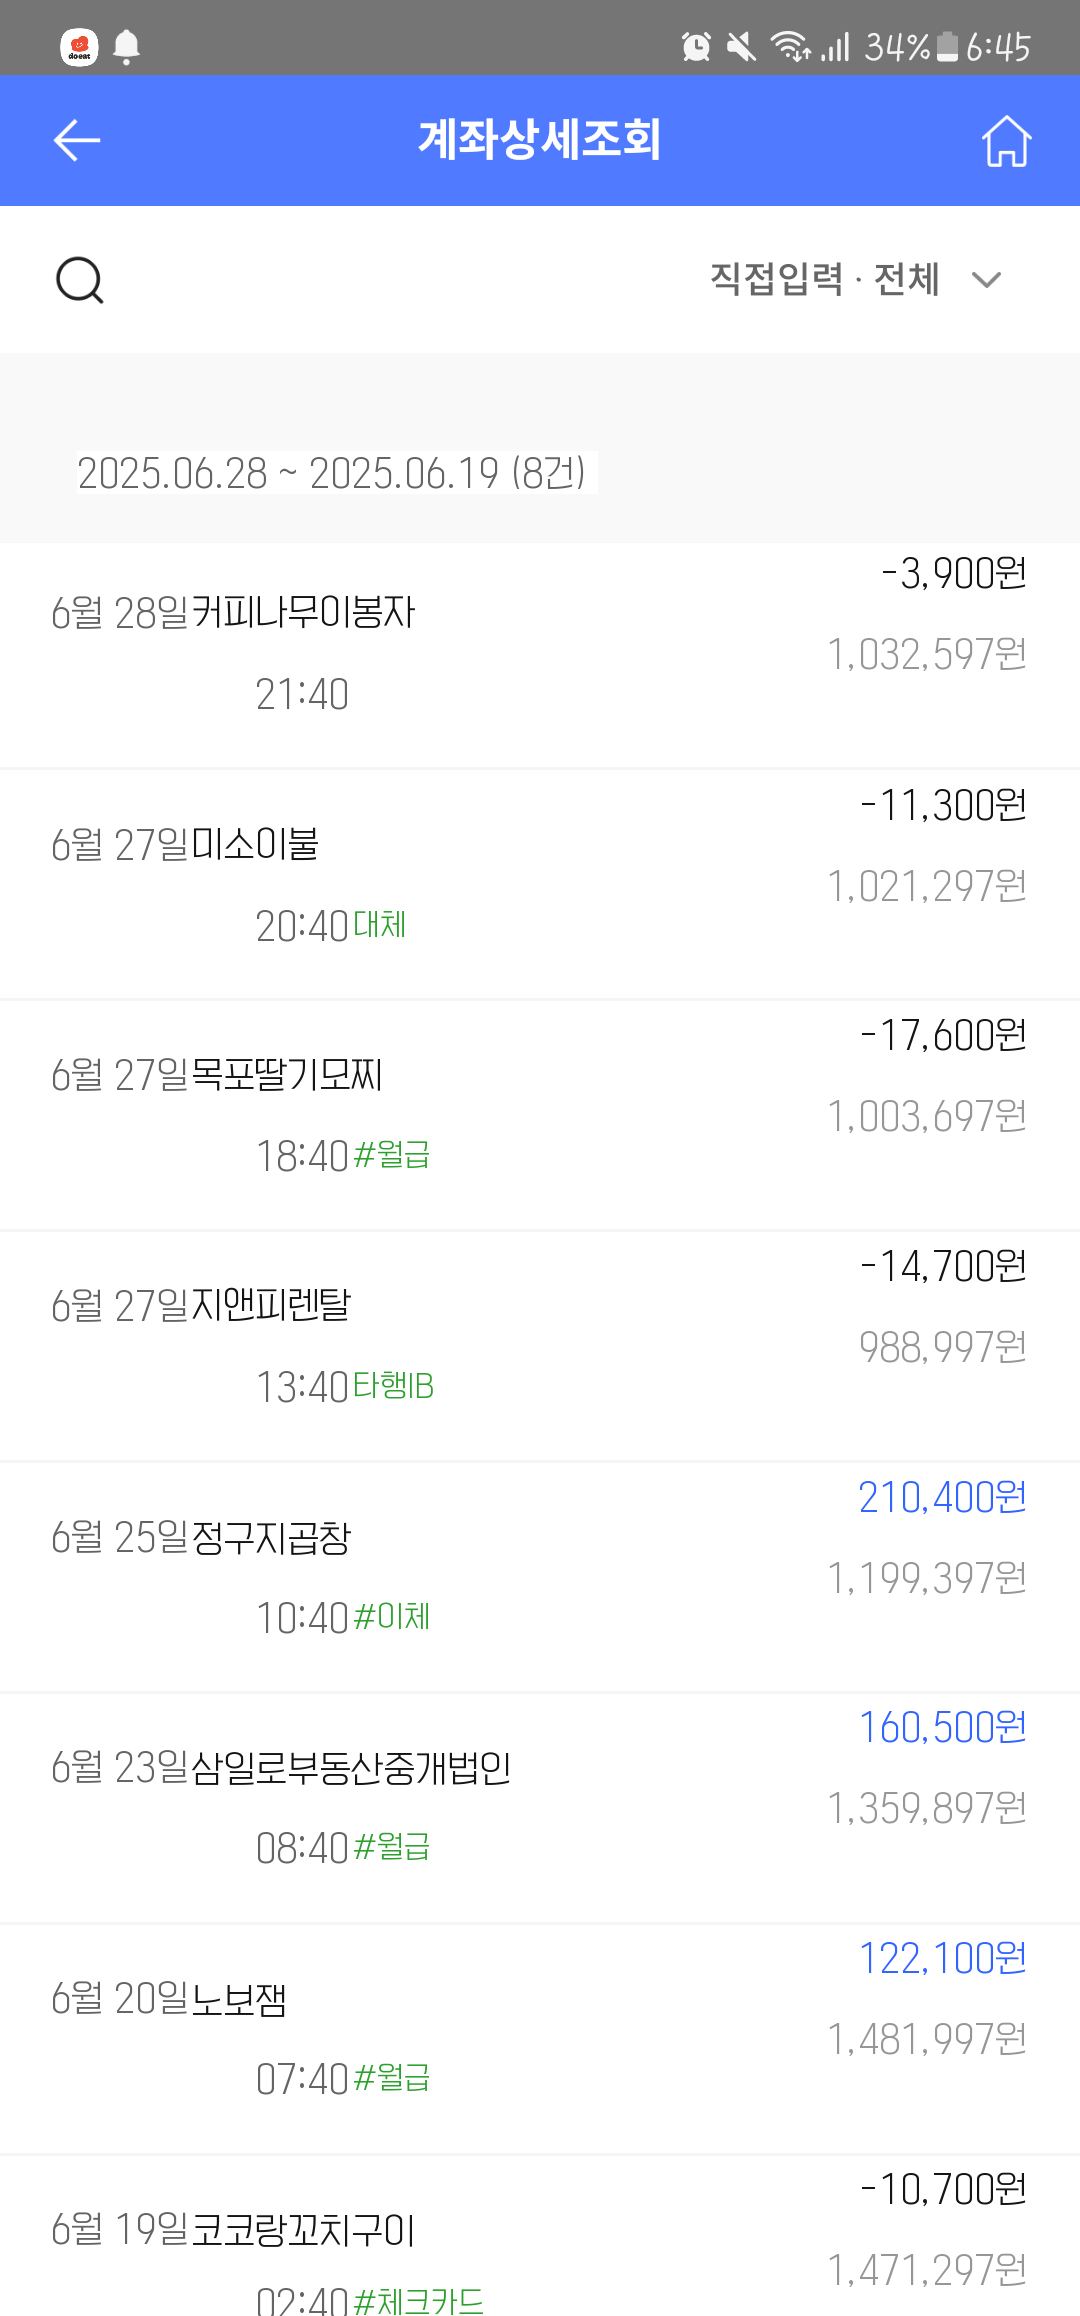 doeat
34% 6:45
계좌상세조회
직접입력 · 전체
2025.06.28 ~ 2025.06.19 (8건)
-3,900원
6월 28일커피나무이봉자
1,032,597원
21:40
-11,300원
6월 27일미소이불
1,021,297원
20:40대체
-17,600원
6월 27일목포딸기모찌
1,003,697원
18:40#월급
-14,700원
6월 27일지앤피렌탈
988,997원
13:40타행IB
210,400원
6월 25일정구지곱창
1,199,397원
10:40#이체
160,500원
6월 23일삼일로부동산중개법인
1,359,897원
08:40#월급
122,100원
6월 20일노보잼
1,481,997원
07:40#월급
-10,700원
6월 19일코코랑꼬치구이
1,471,297원
02:40#체크카드